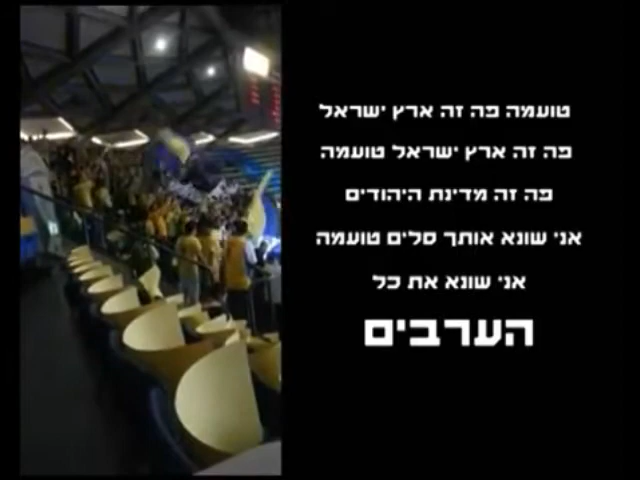 טועמה פה זה ארץ ישראל
פה זה ארץ ישראל טועמה
פה זה מדינת היהודים
אני שונא אותך סלים טועמה
אני שונא את כל
הערבים